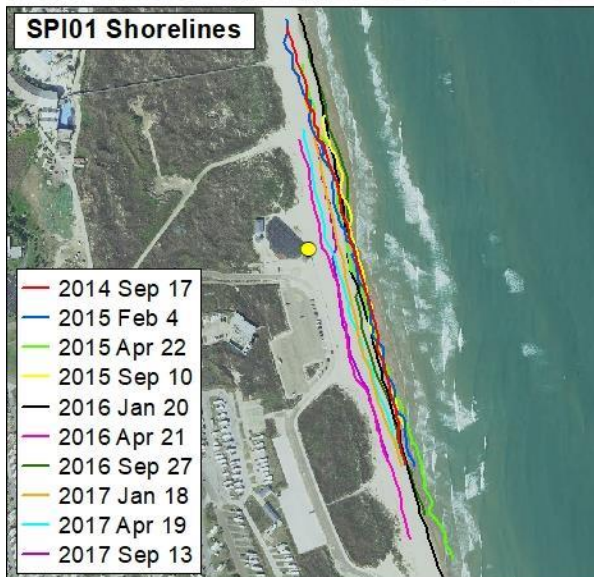 SPI01 Shorelines
2014 Sep 17
2015 Feb 4
2015 Apr 22
2015 Sep 10
2016 Jan 20
2016 Apr 21
2016 Sep 27
2017 Jan 18
2017 Apr 19
2017 Sep 13